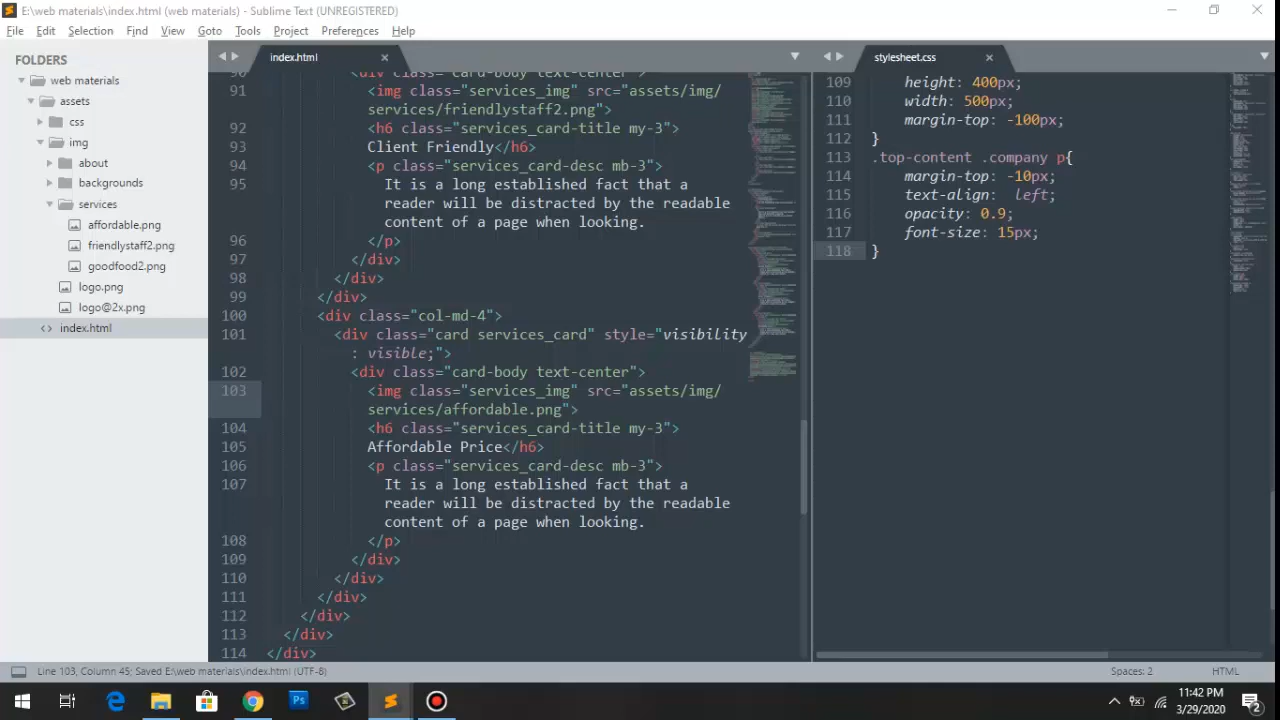 E:\web materials\index.html (web materials) - Sublime Text (UNREGISTERED)
File Edit Selection Find View Goto Tools Project Preferences Help
FOLDERS
web materials
assets
css
img
about
backgrounds
services
affordable.png
friendlystaff2.png
goodfood2.png
logo.png
logo@2x.png
<> index.html
index.html
90 <div class="card-body text-center">
91 <img class="services_img" src="assets/img/
services/friendlystaff2.png">
92 <h6 class="services_card-title my-3">
93 Client Friendly</h6>
94 <p class="services_card-desc mb-3">
95 It is a long established fact that a
reader will be distracted by the readable
content of a page when looking.
96 </p>
97 </div>
98 </div>
99 </div>
100 <div class="col-md-4">
101 <div class="card services_card" style="visibility
: visible;">
102 <div class="card-body text-center">
103 <img class="services_img" src="assets/img/
services/affordable.png">
104 <h6 class="services_card-title my-3">
105 Affordable Price</h6>
106 <p class="services_card-desc mb-3">
107 It is a long established fact that a
reader will be distracted by the readable
content of a page when looking.
108 </p>
109 </div>
110 </div>
111 </div>
112 </div>
113 </div>
114 </div>
stylesheet.css
109 height: 400px;
110 width: 500px;
111 margin-top: -100px;
112 }
113 .top-content .company p{
114 margin-top: -10px;
115 text-align: left;
116 opacity: 0.9;
117 font-size: 15px;
118 }
Line 103, Column 45; Saved E:\web materials\index.html (UTF-8)
Spaces: 2
HTML
Ps
11:42 PM
3/29/2020
2